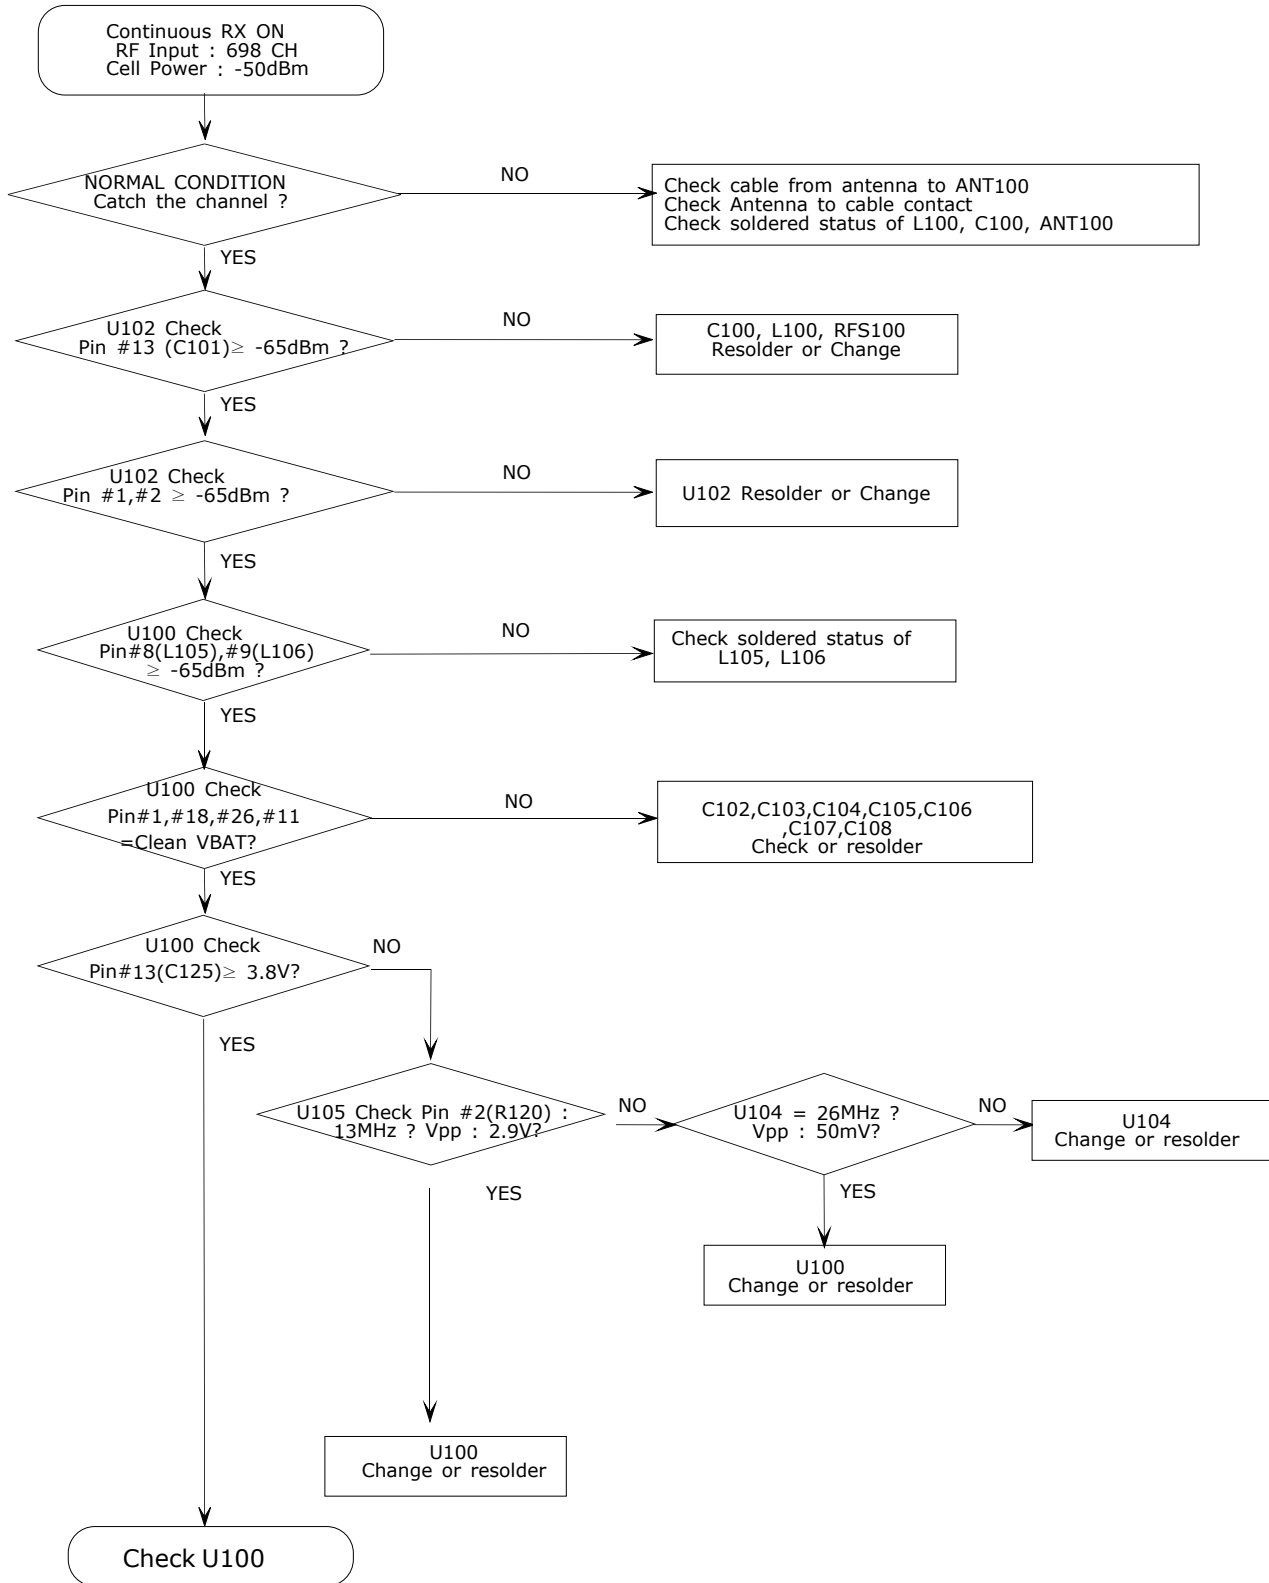 Continuous RX ON
RF Input : 698 CH
Cell Power : -50dBm
NORMAL CONDITION
Catch the channel ?
NO
Check cable from antenna to ANT100
Check Antenna to cable contact
Check soldered status of L100, C100, ANT100
YES
U102 Check
Pin #13 (C101)≥ -65dBm ?
NO
C100, L100, RFS100
Resolder or Change
YES
U102 Check
Pin #1,#2 ≥ -65dBm ?
NO
U102 Resolder or Change
YES
U100 Check
Pin#8(L105),#9(L106)
≥ -65dBm ?
NO
Check soldered status of
L105, L106
YES
U100 Check
Pin#1,#18,#26,#11
=Clean VBAT?
NO
C102,C103,C104,C105,C106
,C107,C108
Check or resolder
YES
U100 Check
Pin#13(C125)≥ 3.8V?
NO
YES
U105 Check Pin #2(R120) :
13MHz ? Vpp : 2.9V?
NO
U104 = 26MHz ?
Vpp : 50mV?
NO
U104
Change or resolder
YES
YES
U100
Change or resolder
U100
Change or resolder
Check U100